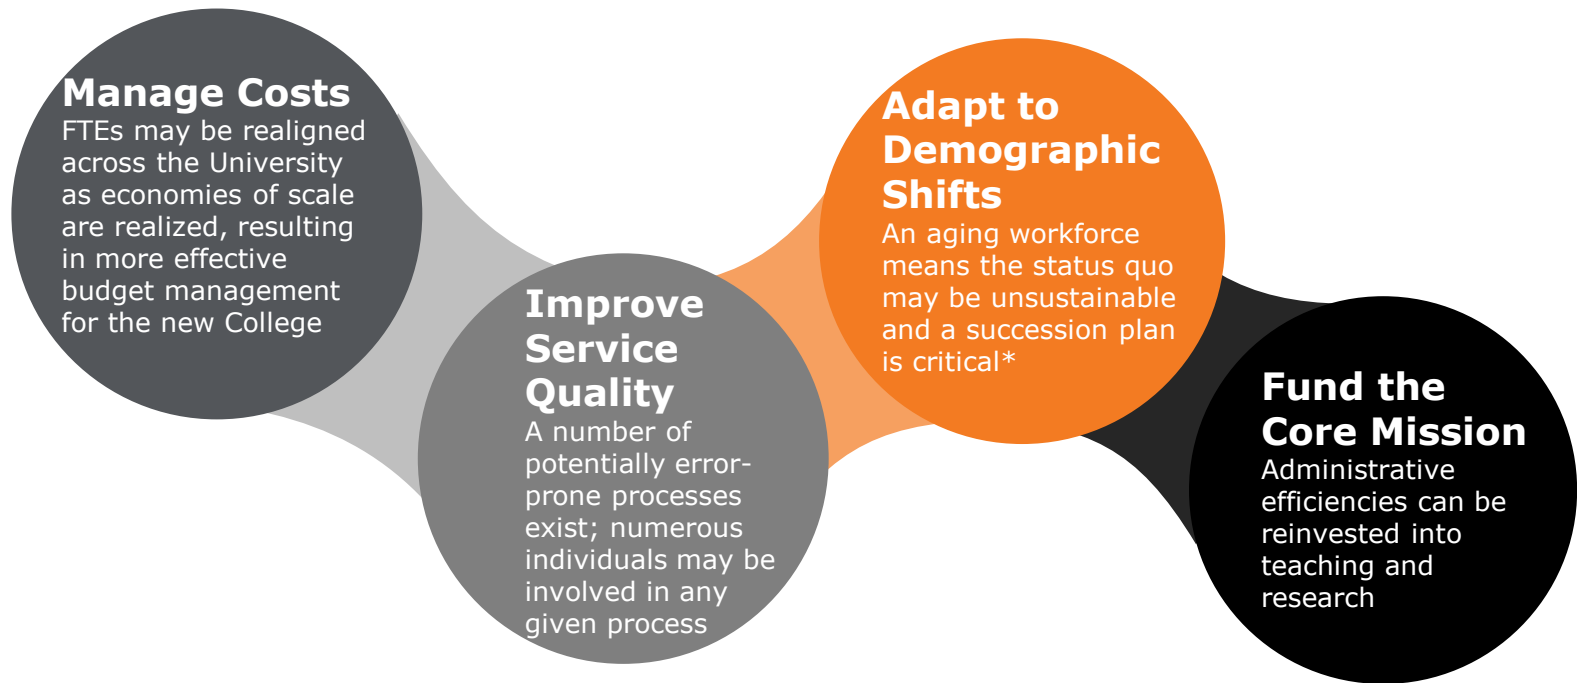 Manage Costs
FTEs may be realigned
across the University
as economies of scale
are realized, resulting
in more effective
budget management
for the new College
Improve
Service
Quality
A number of
potentially error-
prone processes
exist; numerous
individuals may be
involved in any
given process
Adapt to
Demographic
Shifts
An aging workforce
means the status quo
may be unsustainable
and a succession plan
is critical*
Fund the
Core Mission
Administrative
efficiencies can be
reinvested into
teaching and
research